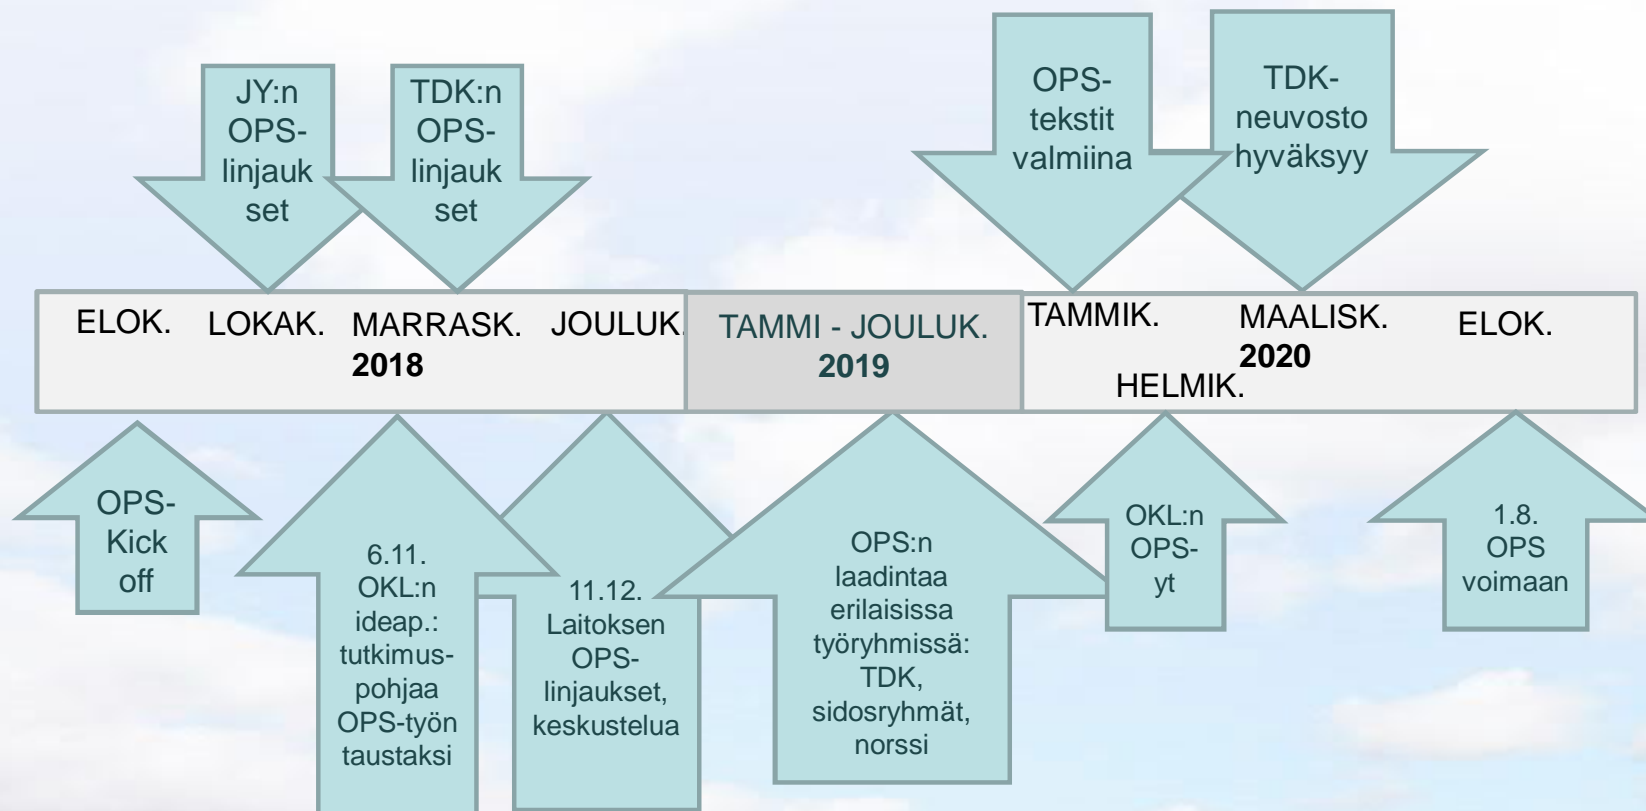 JY:n
OPS-
linjauk
set
TDK:n
OPS-
linjauk
set
OPS-
tekstit
valmiina
TDK-
neuvosto
hyväksyy
ELOK.
LOKAK.
MARRASK.
2018
JOULUK.
TAMMI - JOULUK.
2019
TAMMIK.
HELMIK.
MAALISK.
2020
ELOK.
OPS-
Kick
off
6.11.
OKL:n
ideap.:
tutkimus-
pohjaa
OPS-työn
taustaksi
11.12.
Laitoksen
OPS-
linjaukset,
keskustelua
OPS:n
laadintaa
erilaisissa
työryhmissä:
TDK,
sidosryhmät,
norssi
OKL:n
OPS-
yt
1.8.
OPS
voimaan